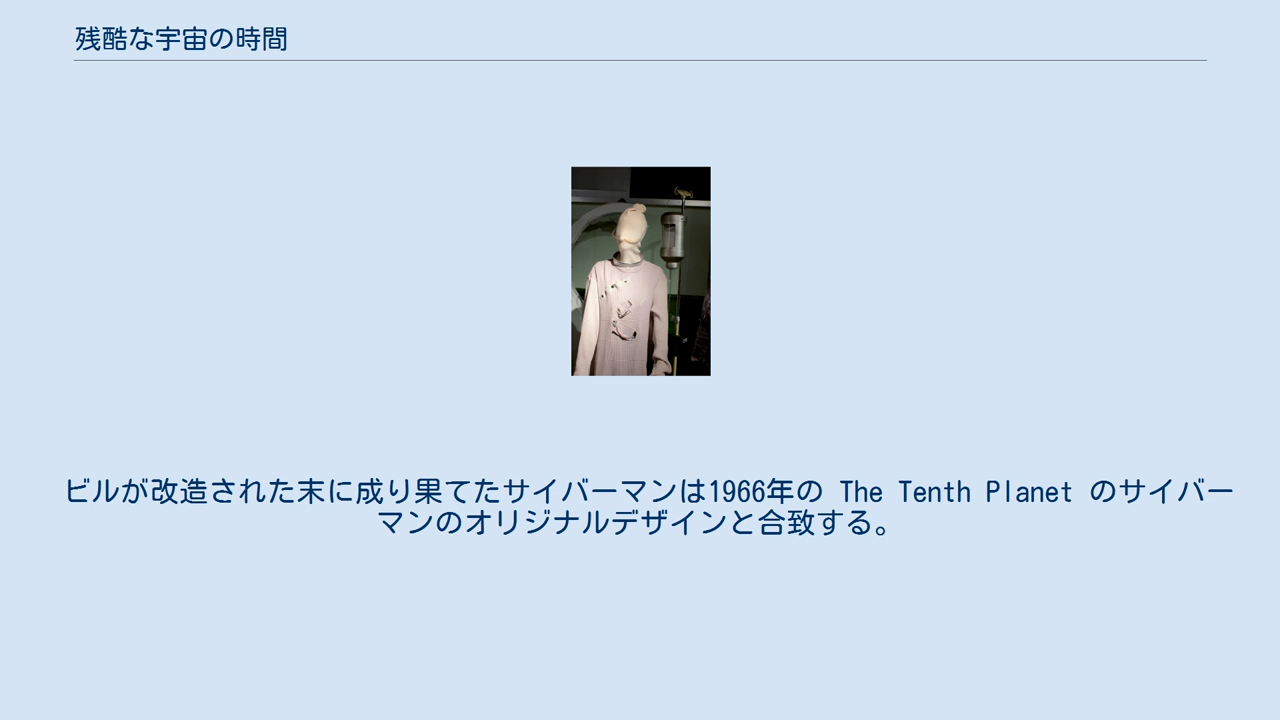 残酷な宇宙の時間
ビルが改造された末に成り果てたサイバーマンは1966年の The Tenth Planet のサイバー
マンのオリジナルデザインと合致する。